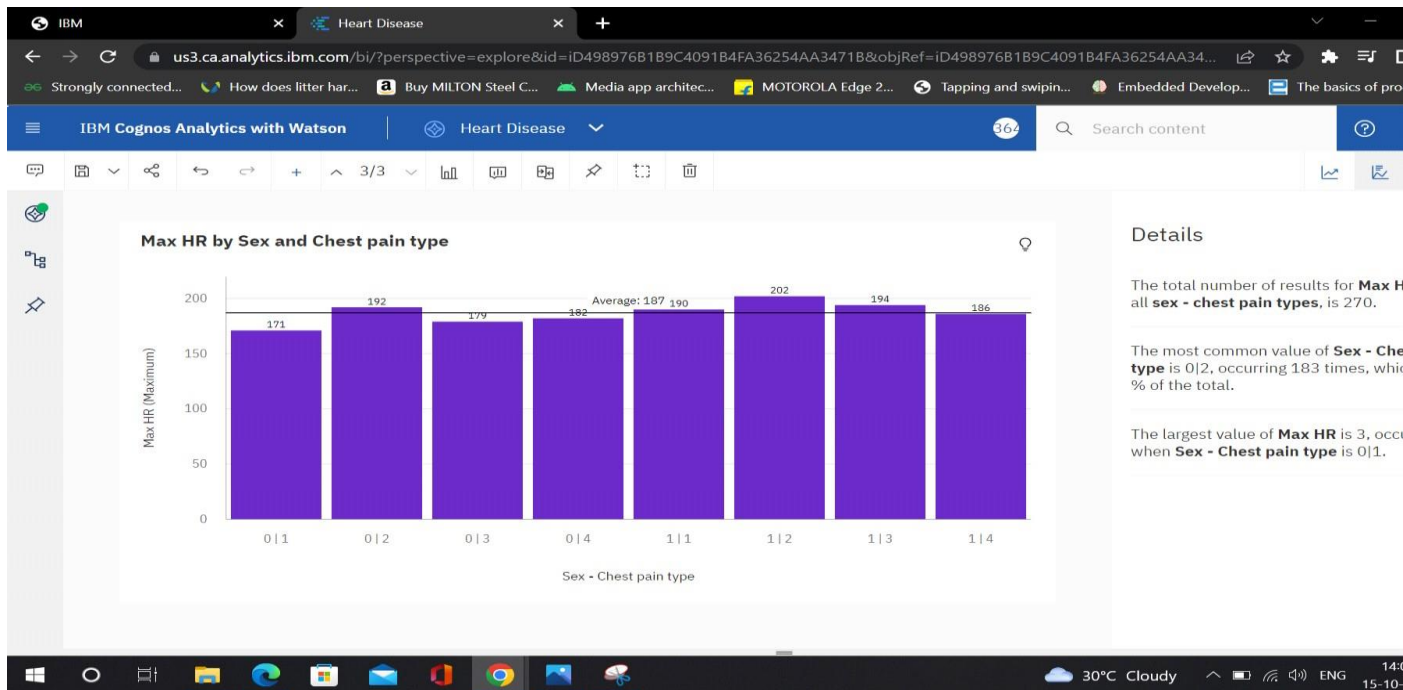 IBM
Heart Disease
us3.ca.analytics.ibm.com/bi/?perspective=explore&id=iD498976B1B9C4091B4FA36254AA3471B&objRef=iD498976B1B9C4091B4FA36254AA34...
Strongly connected... How does litter har... Buy MILTON Steel C... Media app architec... MOTOROLA Edge 2... Tapping and swipin... Embedded Develop... The basics of pro
IBM Cognos Analytics with Watson Heart Disease 364 Search content
3/3
Max HR by Sex and Chest pain type
Max HR (Maximum)
200
150
100
50
0
171 192 179 182 190 202 194 186
Average: 187
0|1 0|2 0|3 0|4 1|1 1|2 1|3 1|4
Sex - Chest pain type
Details
The total number of results for Max H
all sex - chest pain types, is 270.
The most common value of Sex - Che
type is 0|2, occurring 183 times, whic
% of the total.
The largest value of Max HR is 3, occu
when Sex - Chest pain type is 0|1.
30°C Cloudy ENG
14:0
15-10-